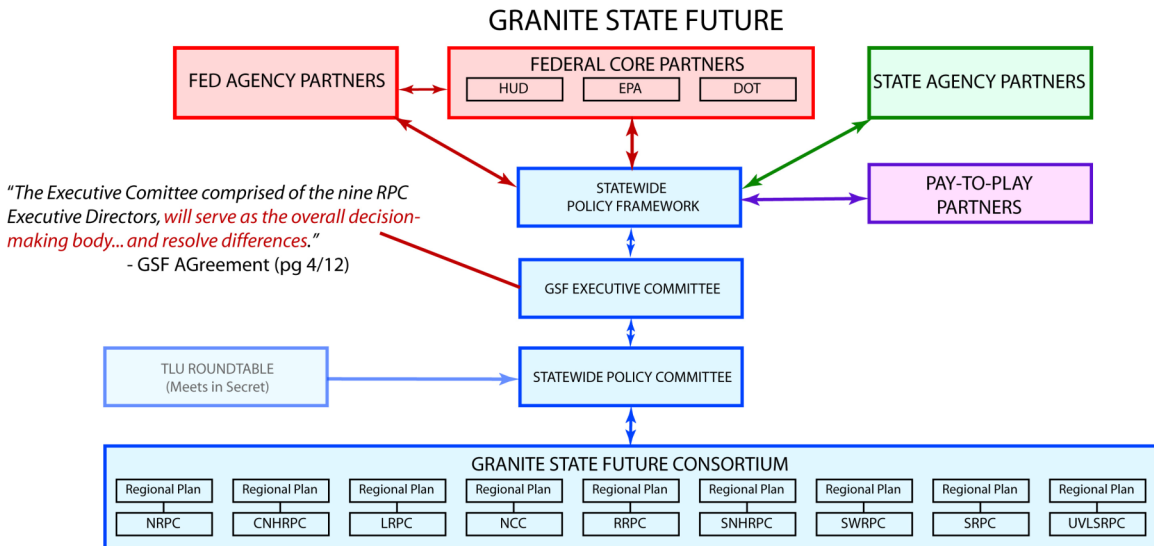 GRANITE STATE FUTURE
FED AGENCY PARTNERS
FEDERAL CORE PARTNERS
HUD
EPA
DOT
STATE AGENCY PARTNERS
"The Executive Comittee comprised of the nine RPC
Executive Directors, will serve as the overall decision-
making body... and resolve differences."
- GSF AGreement (pg 4/12)
STATEWIDE
POLICY FRAMEWORK
PAY-TO-PLAY
PARTNERS
GSF EXECUTIVE COMMITTEE
TLU ROUNDTABLE
(Meets in Secret)
STATEWIDE POLICY COMMITTEE
GRANITE STATE FUTURE CONSORTIUM
Regional Plan
Regional Plan
Regional Plan
Regional Plan
Regional Plan
Regional Plan
Regional Plan
Regional Plan
Regional Plan
NRPC
CNHRPC
LRPC
NCC
RRPC
SNHRPC
SWRPC
SRPC
UVLSRPC